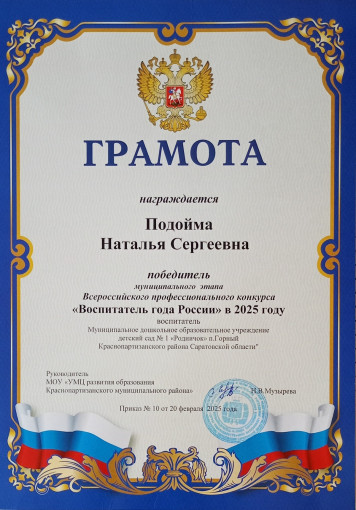 ГРАМОТА
награждается
Подойма
Наталья Сергеевна
победитель
муниципального этапа
Всероссийского профессионального конкурса
«Воспитатель года России» в 2025 году
воспитатель
Муниципальное дошкольное образовательное учреждение
детский сад № 1 «Родничок» п.Горный
Краснопартизанского района Саратовской области"
Руководитель
МОУ «УМЦ развития образования
Краснопартизанского муниципального района» Н.В.Музырева
Приказ № 10 от 20 февраля 2025 года